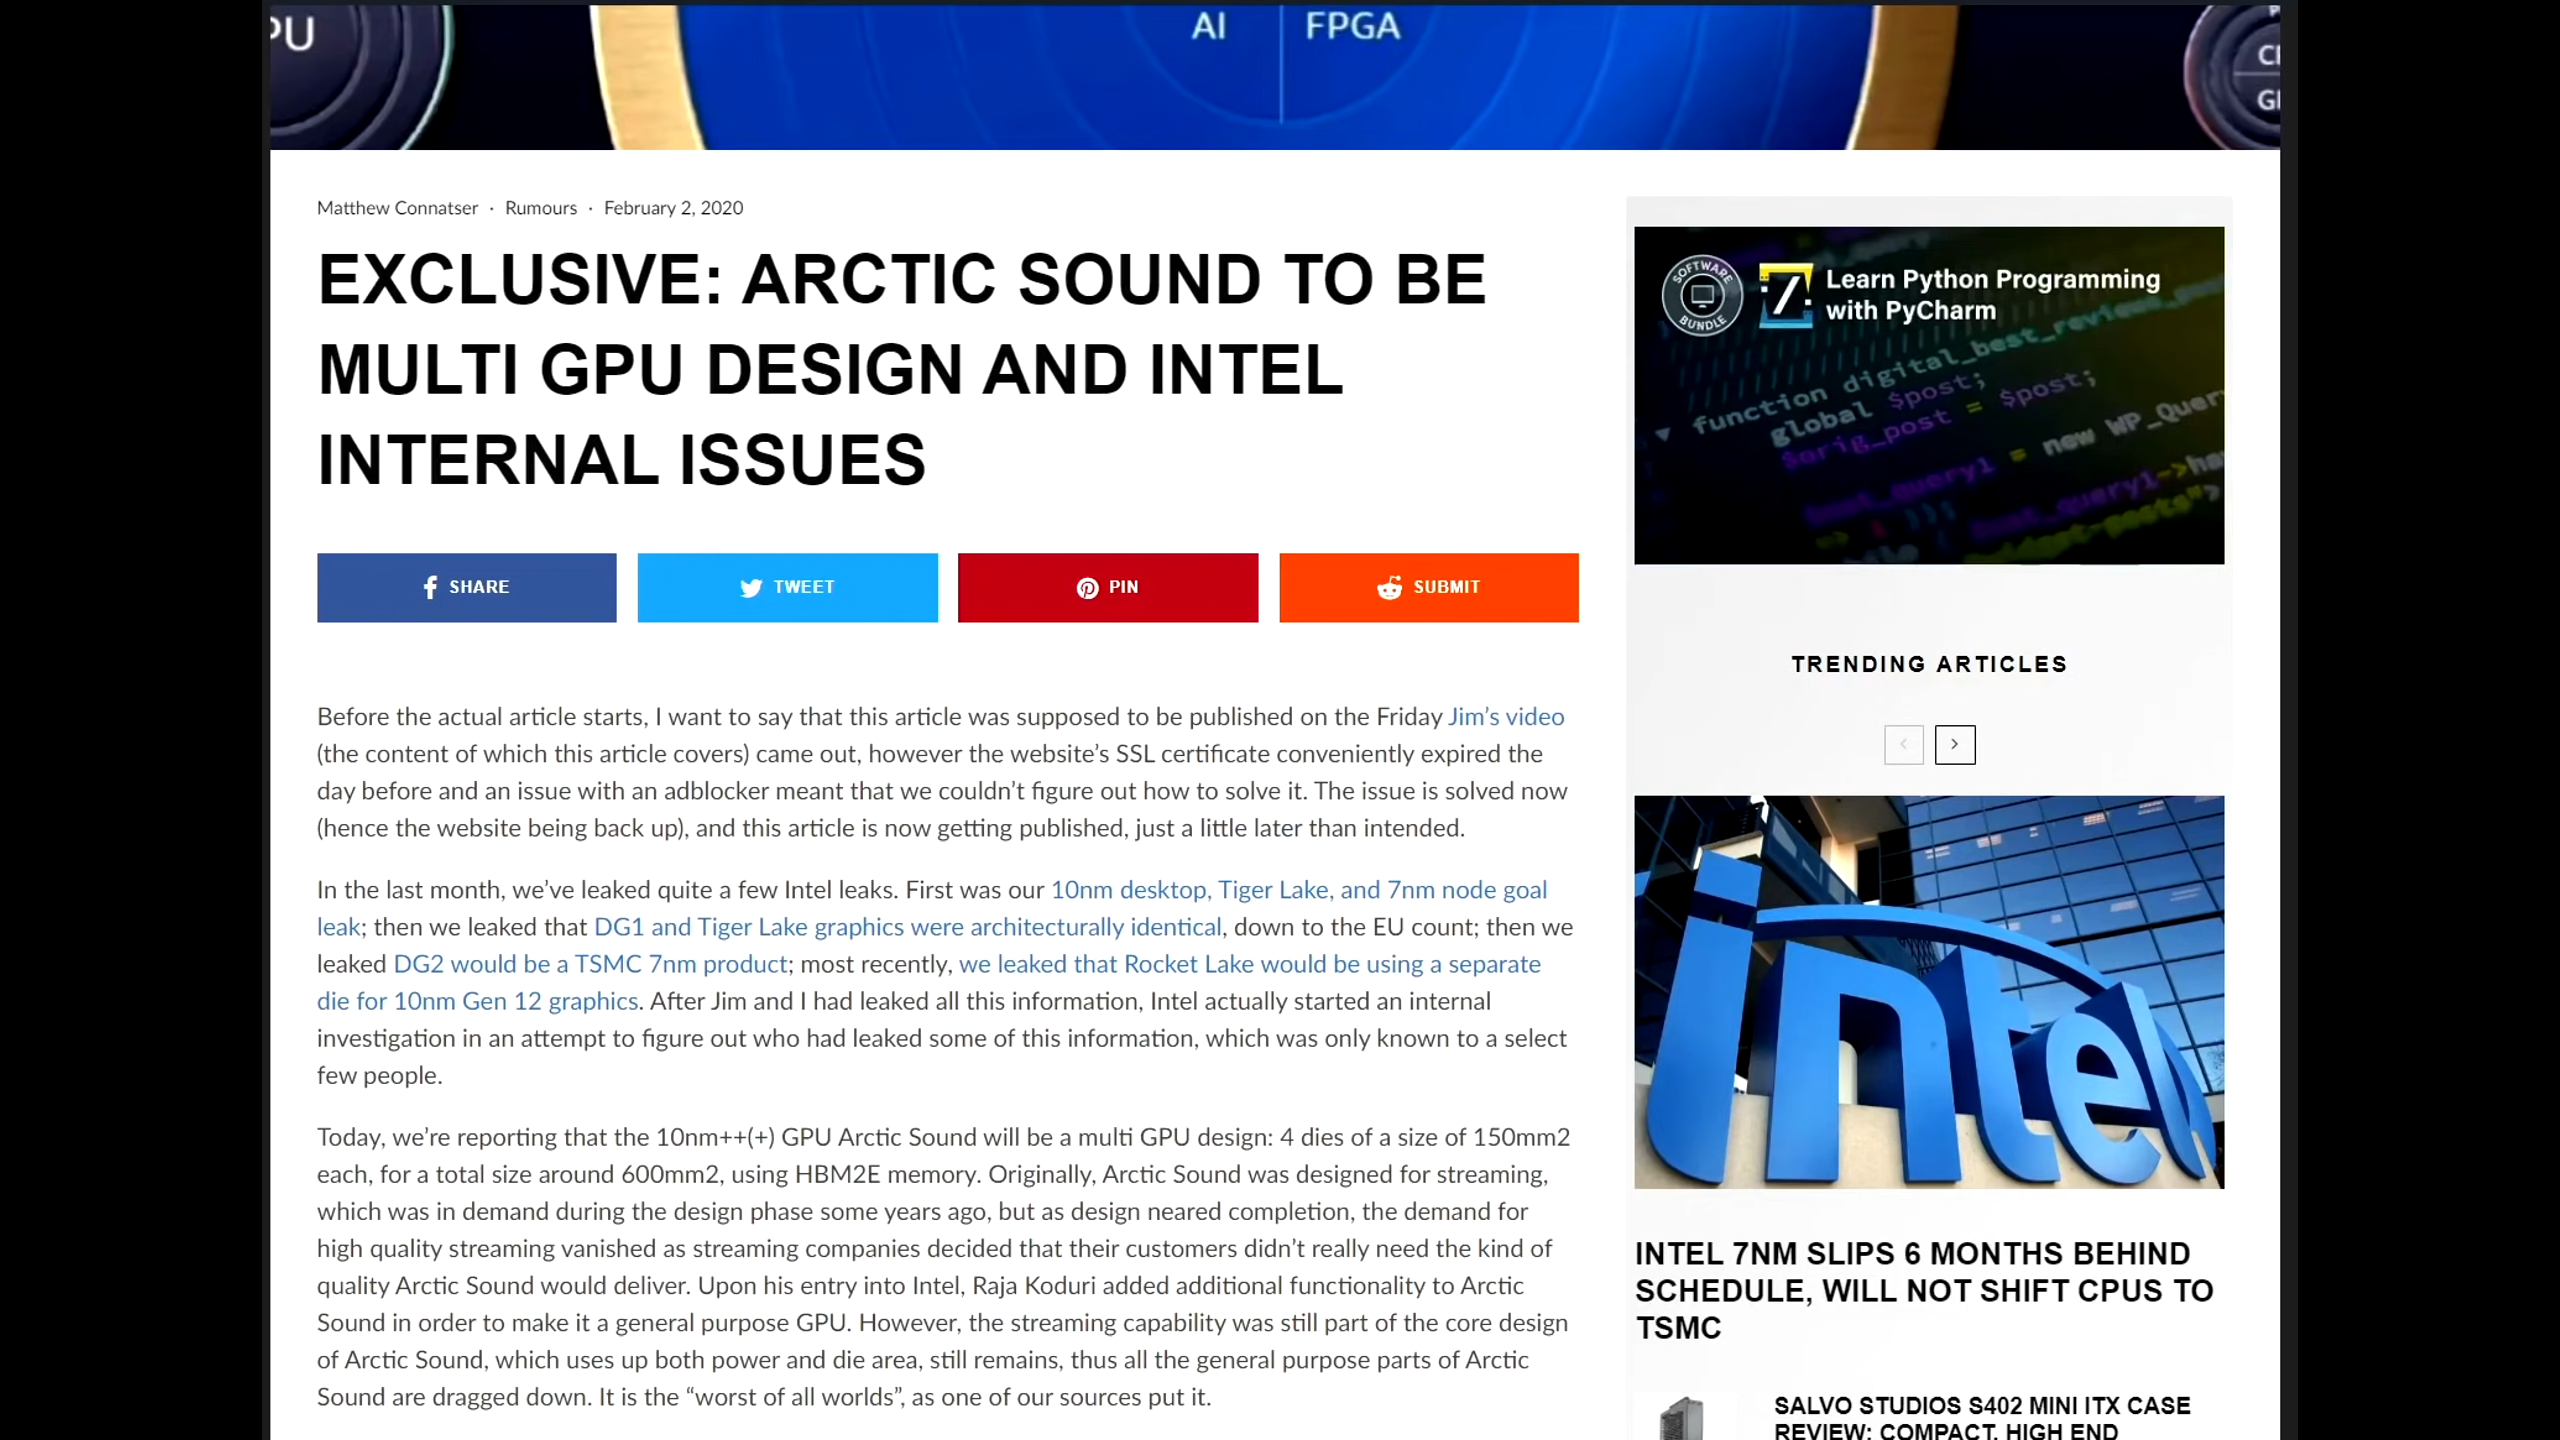 PU
AI
FPGA
Matthew Connatser · Rumours · February 2, 2020
EXCLUSIVE: ARCTIC SOUND TO BE
MULTI GPU DESIGN AND INTEL
INTERNAL ISSUES
SHARE
TWEET
PIN
SUBMIT
Before the actual article starts, I want to say that this article was supposed to be published on the Friday Jim's video
(the content of which this article covers) came out, however the website's SSL certificate conveniently expired the
day before and an issue with an adblocker meant that we couldn't figure out how to solve it. The issue is solved now
(hence the website being back up), and this article is now getting published, just a little later than intended.
In the last month, we've leaked quite a few Intel leaks. First was our 10nm desktop, Tiger Lake, and 7nm node goal
leak; then we leaked that DG1 and Tiger Lake graphics were architecturally identical, down to the EU count; then we
leaked DG2 would be a TSMC 7nm product; most recently, we leaked that Rocket Lake would be using a separate
die for 10nm Gen 12 graphics. After Jim and I had leaked all this information, Intel actually started an internal
investigation in an attempt to figure out who had leaked some of this information, which was only known to a select
few people.
Today, we're reporting that the 10nm++(+) GPU Arctic Sound will be a multi GPU design: 4 dies of a size of 150mm2
each, for a total size around 600mm2, using HBM2E memory. Originally, Arctic Sound was designed for streaming,
which was in demand during the design phase some years ago, but as design neared completion, the demand for
high quality streaming vanished as streaming companies decided that their customers didn't really need the kind of
quality Arctic Sound would deliver. Upon his entry into Intel, Raja Koduri added additional functionality to Arctic
Sound in order to make it a general purpose GPU. However, the streaming capability was still part of the core design
of Arctic Sound, which uses up both power and die area, still remains, thus all the general purpose parts of Arctic
Sound are dragged down. It is the “worst of all worlds”, as one of our sources put it.
SOFTWARE
BUNDLE
7
Learn Python Programming
with PyCharm
function digital_best_reviews
global $post;
$orig_post = $post;
= new WP_Query
TRENDING ARTICLES
intel
INTEL 7NM SLIPS 6 MONTHS BEHIND
SCHEDULE, WILL NOT SHIFT CPUS TO
TSMC
SALVO STUDIOS S402 MINI ITX CASE
REVIEW: COMPACT, HIGH END